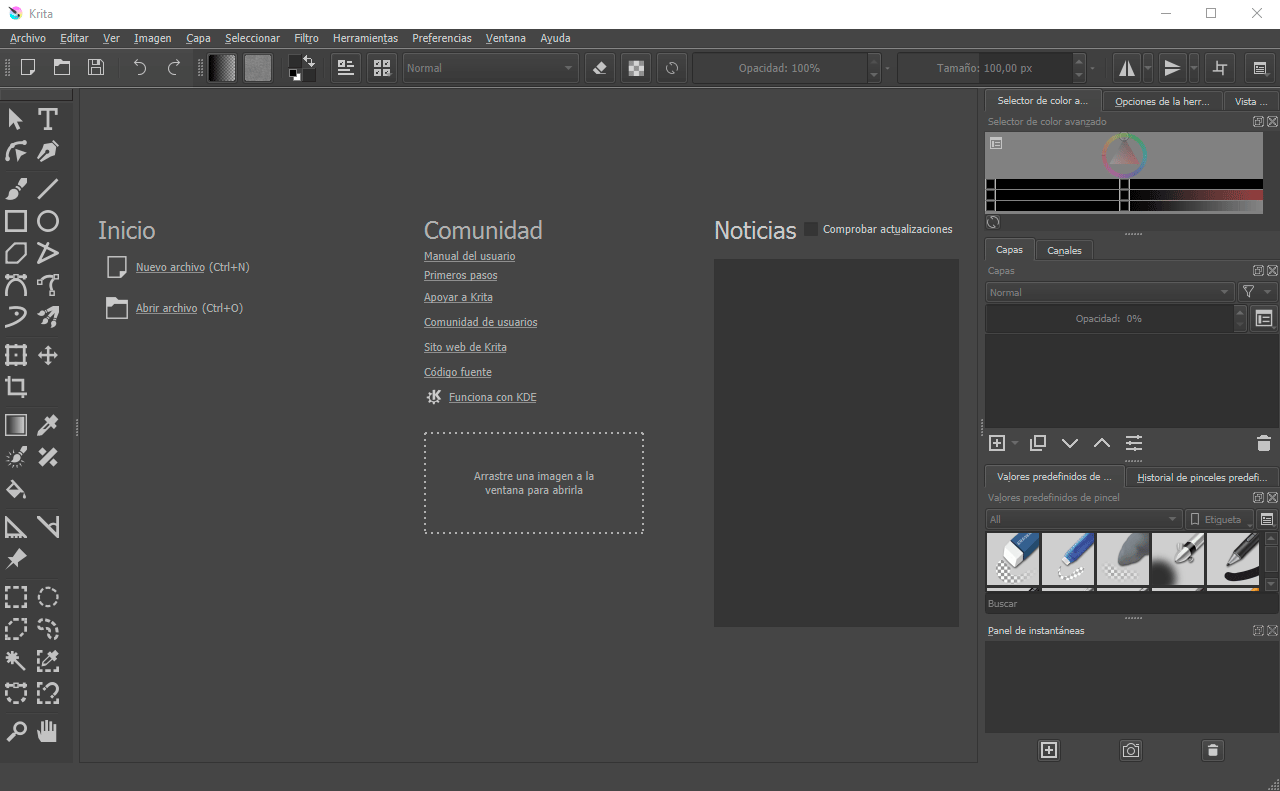 Krita
Archivo Editar Ver Imagen Capa Seleccionar Filtro Herramientas Preferencias Ventana Ayuda
Normal Opacidad: 100% Tamaño: 100,00 px
Selector de color a... Opciones de la herr... Vista ...
Selector de color avanzado
Inicio
Nuevo archivo (Ctrl+N)
Abrir archivo (Ctrl+O)
Comunidad
Manual del usuario
Primeros pasos
Apoyar a Krita
Comunidad de usuarios
Sito web de Krita
Código fuente
Funciona con KDE
Arrastre una imagen a la
ventana para abrirla
Noticias Comprobar actualizaciones
Capas Canales
Capas
Normal
Opacidad: 0%
Valores predefinidos de ... Historial de pinceles predefi...
Valores predefinidos de pincel
All Etiqueta
Buscar
Panel de instantáneas